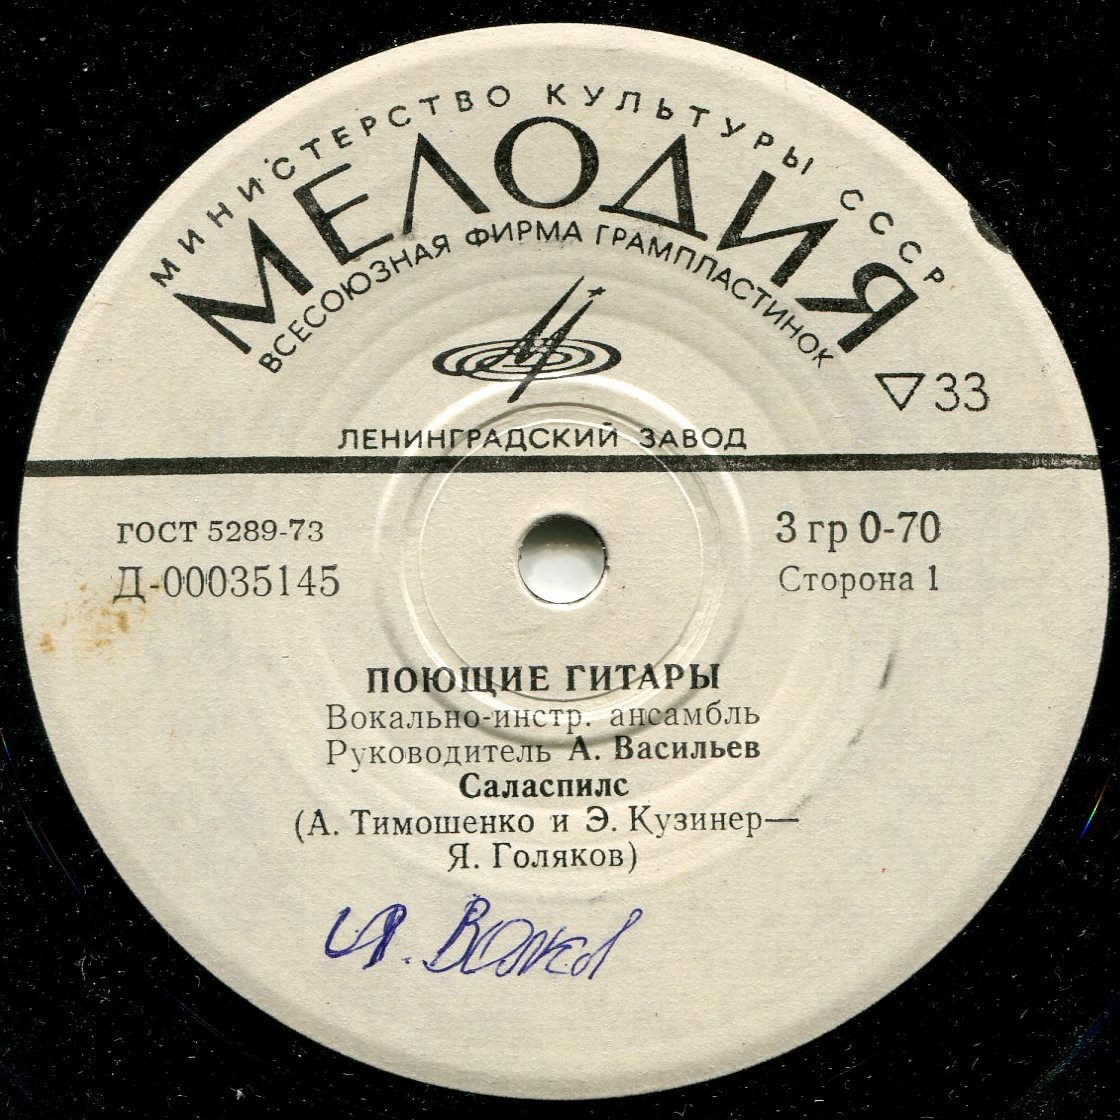 МИНИСТЕРСТВО КУЛЬТУРЫ СССР
МЕЛОДИЯ
ВСЕСОЮЗНАЯ ФИРМА ГРАМПЛАСТИНОК
▽33
ЛЕНИНГРАДСКИЙ ЗАВОД
ГОСТ 5289-73
3 гр 0-70
Д-00035145
Сторона 1
ПОЮЩИЕ ГИТАРЫ
Вокально-инстр. ансамбль
Руководитель А. Васильев
Саласпилс
(А. Тимошенко и Э. Кузинер—
Я. Голяков)